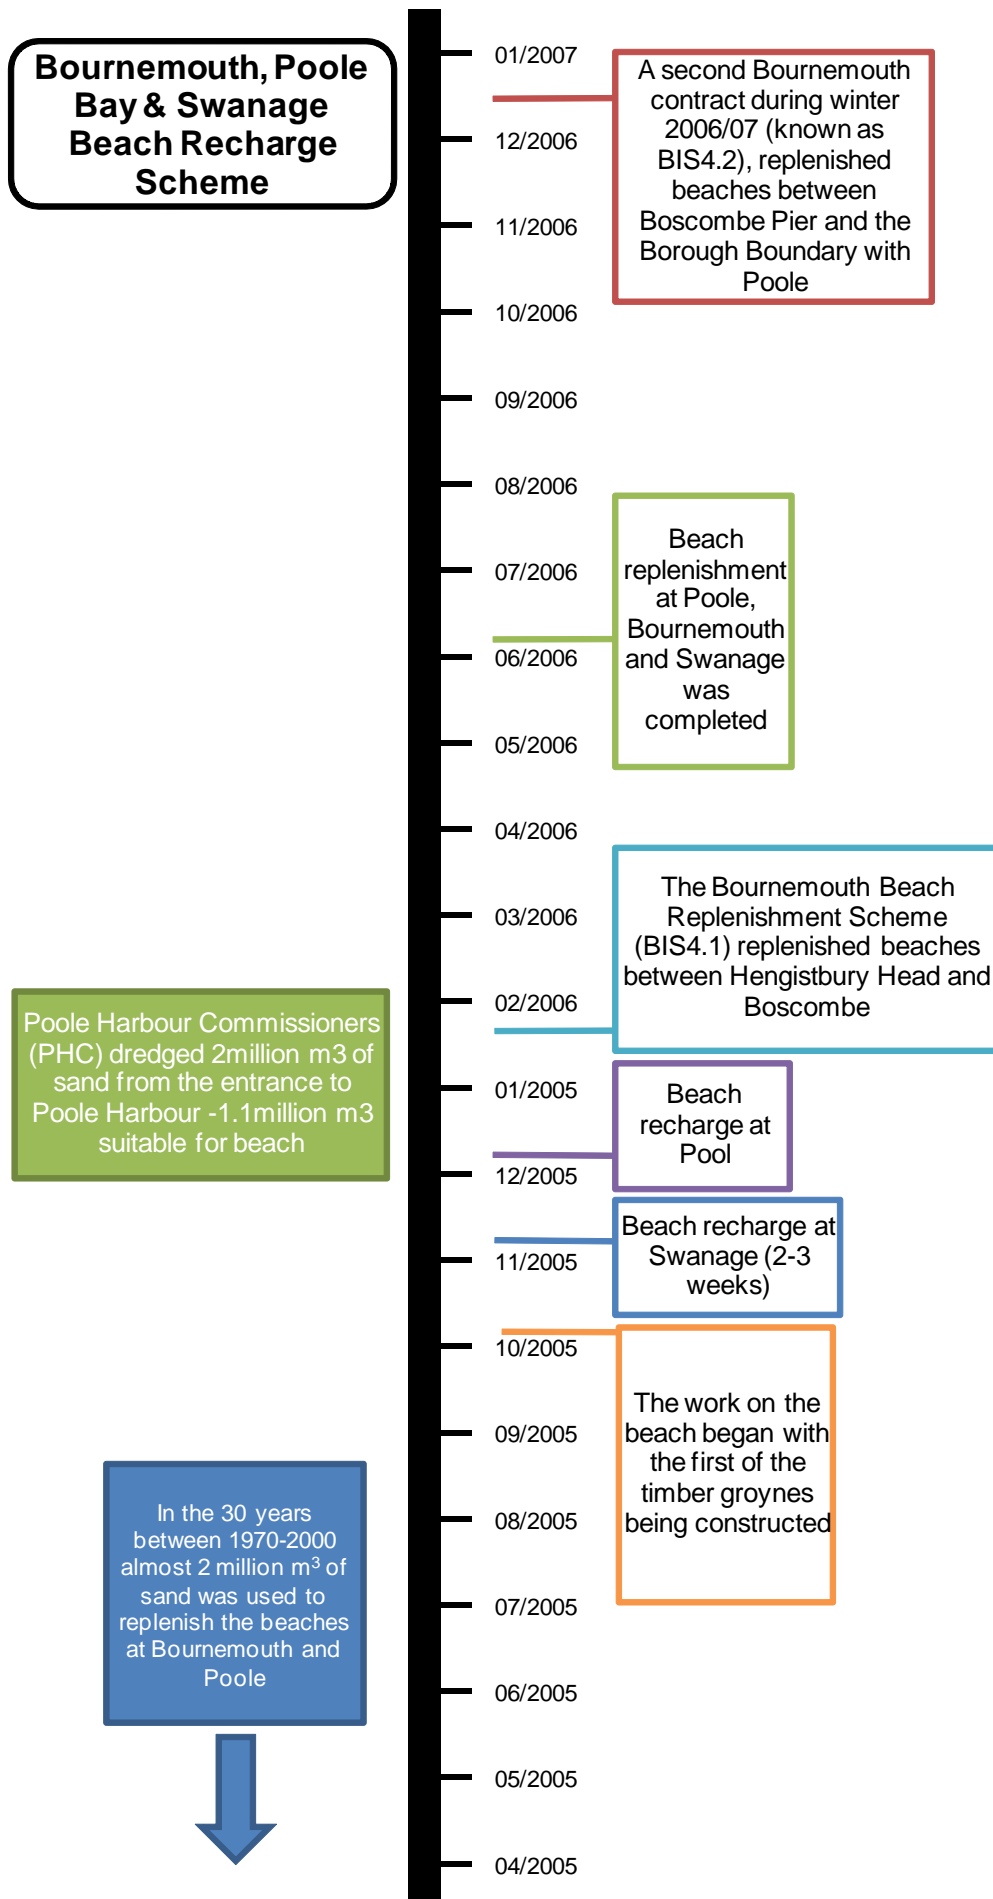 Bournemouth, Poole
Bay & Swanage
Beach Recharge
Scheme
01/2007
12/2006
11/2006
10/2006
09/2006
08/2006
07/2006
06/2006
05/2006
04/2006
03/2006
02/2006
01/2005
12/2005
11/2005
10/2005
09/2005
08/2005
07/2005
06/2005
05/2005
04/2005
A second Bournemouth
contract during winter
2006/07 (known as
BIS4.2), replenished
beaches between
Boscombe Pier and the
Borough Boundary with
Poole
Beach
replenishment
at Poole,
Bournemouth
and Swanage
was
completed
The Bournemouth Beach
Replenishment Scheme
(BIS4.1) replenished beaches
between Hengistbury Head and
Boscombe
Poole Harbour Commissioners
(PHC) dredged 2million m3 of
sand from the entrance to
Poole Harbour -1.1million m3
suitable for beach
Beach
recharge at
Pool
Beach recharge at
Swanage (2-3
weeks)
The work on the
beach began with
the first of the
timber groynes
being constructed
In the 30 years
between 1970-2000
almost 2 million m³ of
sand was used to
replenish the beaches
at Bournemouth and
Poole